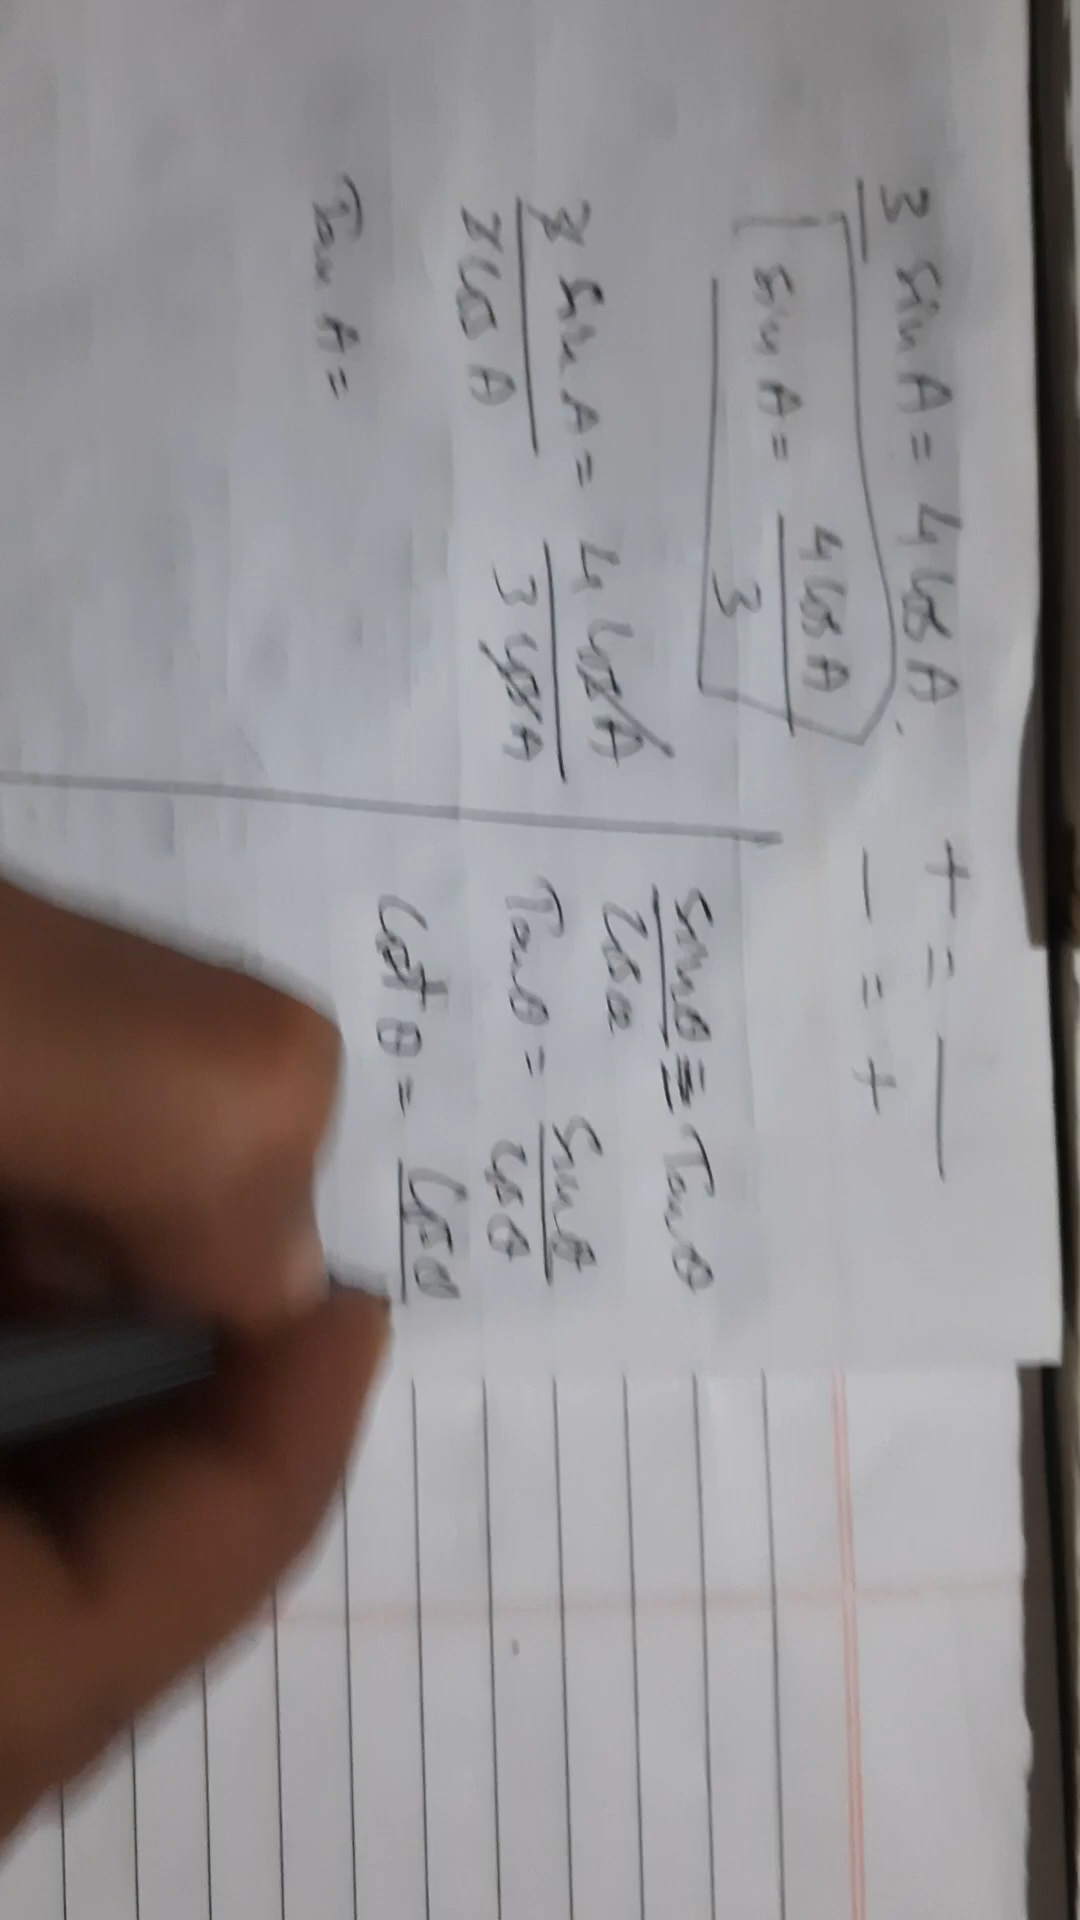 3 sin A = 4 cos A.
sin A = 4 cos A / 3
3 sin A / 3 cos A = 4 cos A / 3 cos A
Tan A =
+ = —
— = +
sin θ / cos θ = Tan θ
Tan θ = sin θ / cos θ
Cot θ = Cos θ